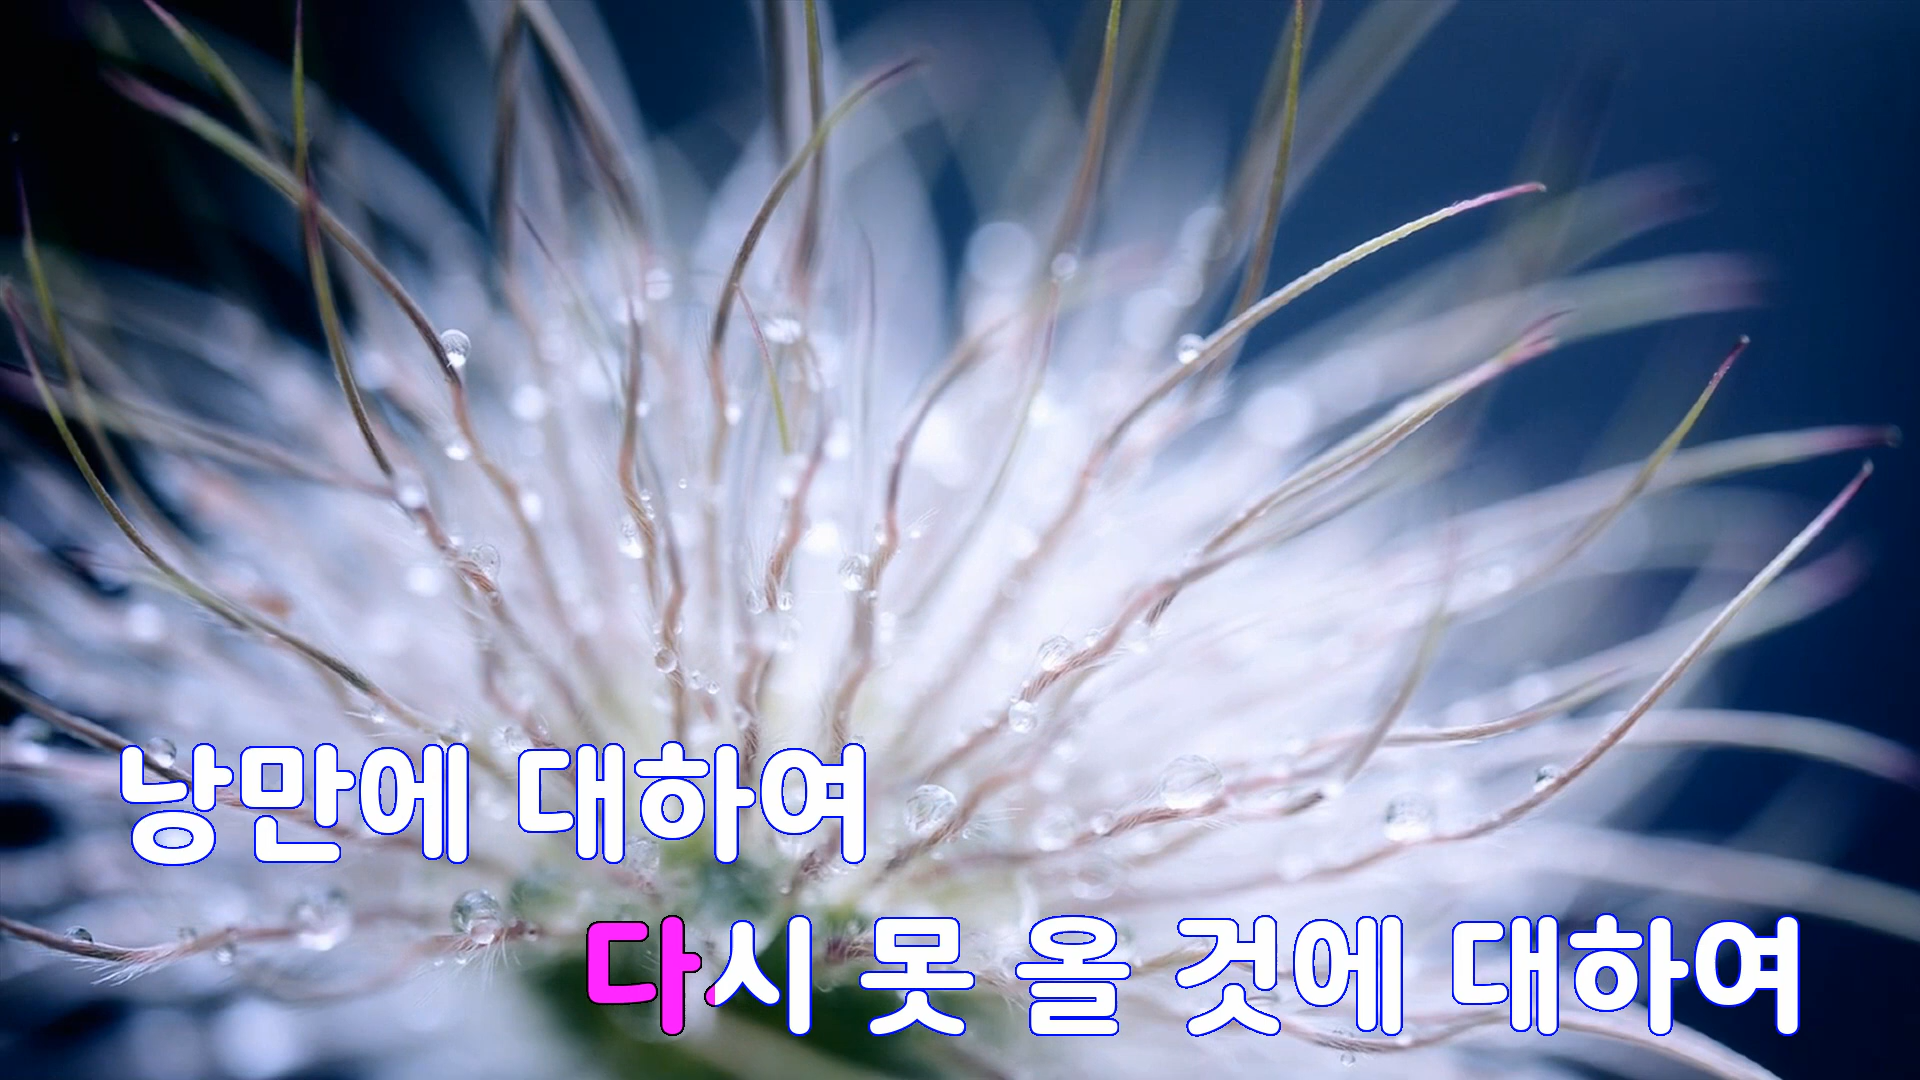 낭만에 대하여
다시 못 올 것에 대하여